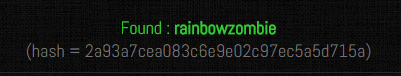 Found : rainbowzombie
(hash = 2a93a7cea083c6e9e02c97ec5a5d715a)